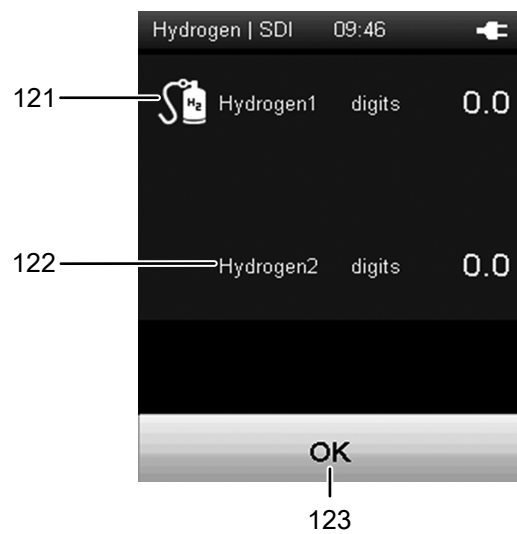 Hydrogen | SDI 09:46
121
H2 Hydrogen1 digits 0.0
122
Hydrogen2 digits 0.0
OK
123